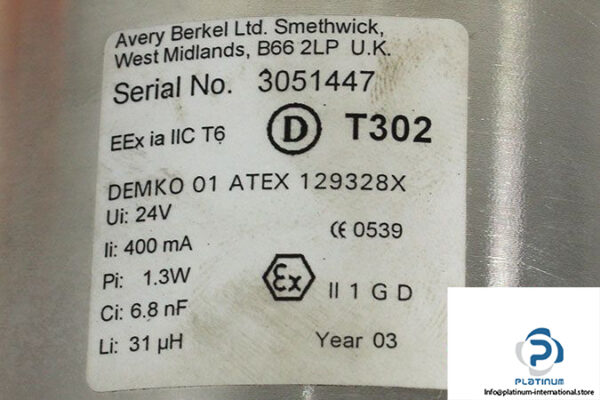 Avery Berkel Ltd. Smethwick,
West Midlands, B66 2LP U.K.
Serial No. 3051447
EEx ia IIC T6 D T302
DEMKO 01 ATEX 129328X
Ui: 24V
Ii: 400 mA CE 0539
Pi: 1.3W
Ci: 6.8 nF Ex II 1 G D
Li: 31 µH Year 03
P
PLATINUM
https://platinum-international.store